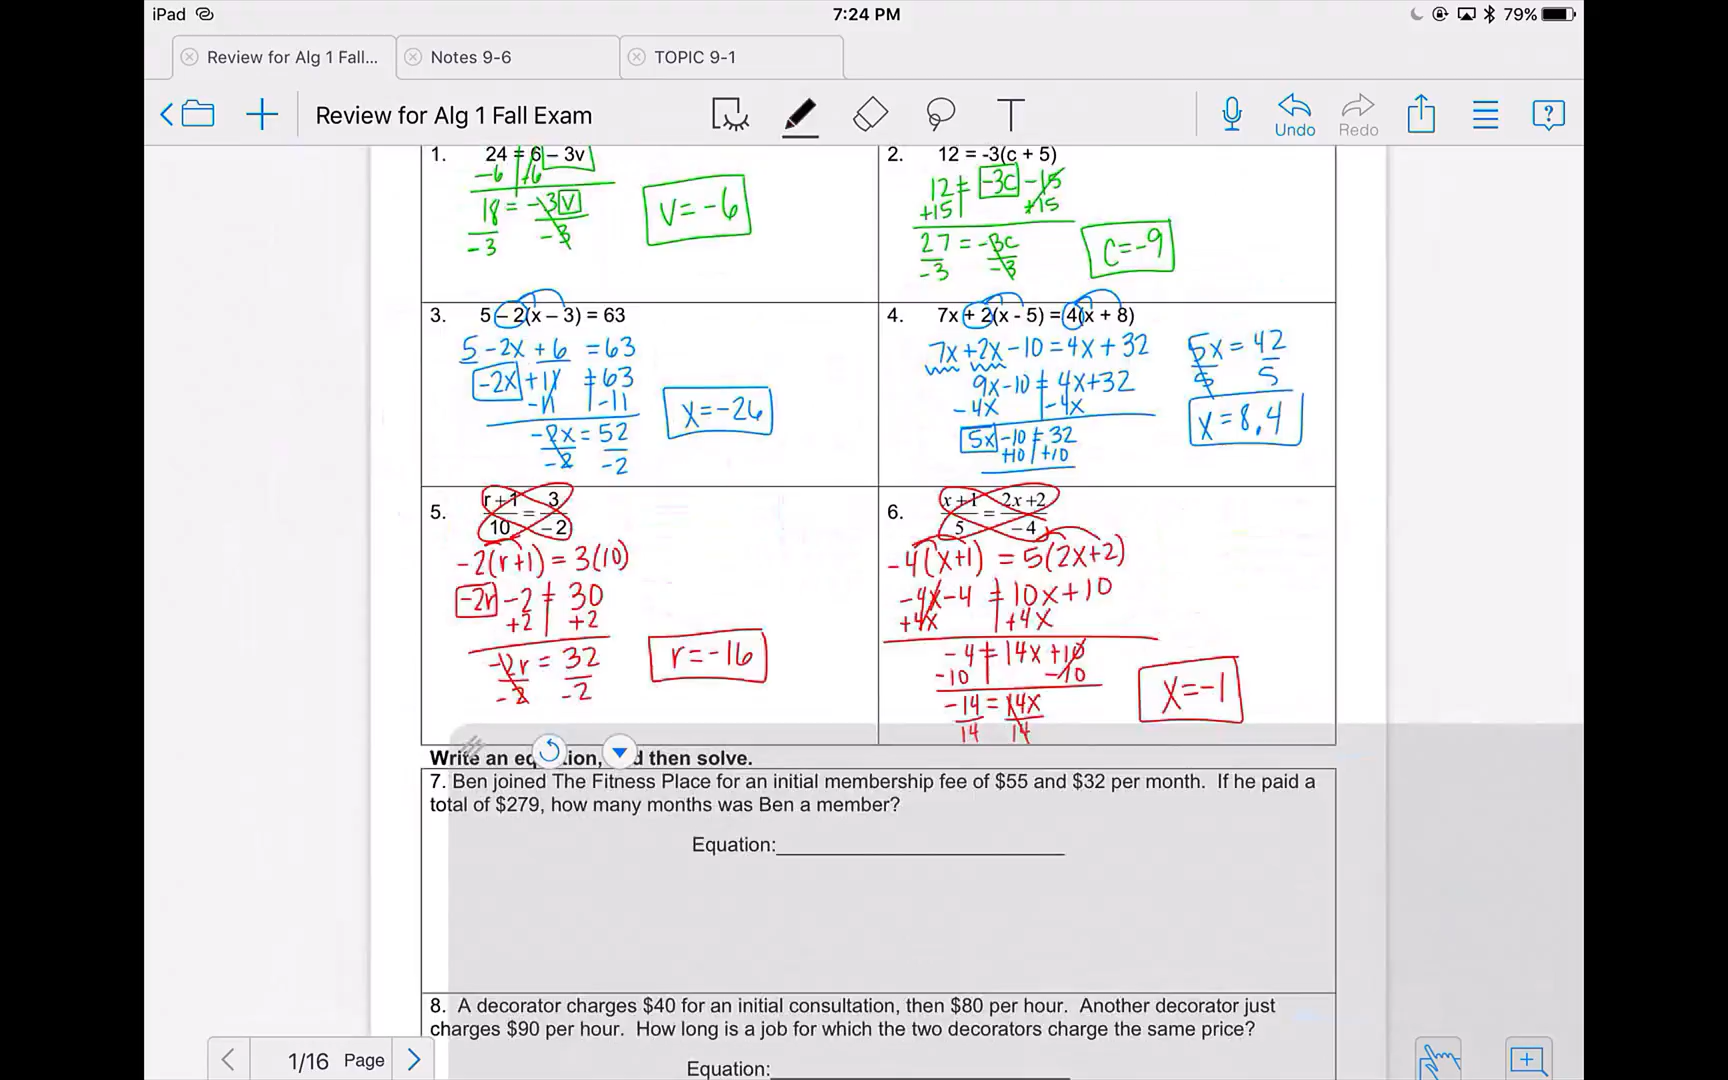 iPad 7:24 PM 79%
Review for Alg 1 Fall... Notes 9-6 TOPIC 9-1
Review for Alg 1 Fall Exam T Undo Redo
1. 24 = 6 – 3v
-6 | +6
18 = -3v
-3 -3
v = -6
2. 12 = -3(c + 5)
12 = -3c - 15
+15 +15
27 = -3c
-3 -3
c = -9
3. 5 – 2(x – 3) = 63
5 - 2x + 6 = 63
-2x + 11 = 63
-11 | -11
-2x = 52
-2 -2
x = -26
4. 7x + 2(x - 5) = 4(x + 8)
7x + 2x - 10 = 4x + 32
9x - 10 = 4x + 32
-4x | -4x
5x - 10 = 32
+10 | +10
5x = 42
5 5
x = 8.4
5. r + 1 3
=
10 – 2
-2(r+1) = 3(10)
-2r - 2 = 30
+2 | +2
-2r = 32
-2 -2
r = -16
6. x + 1 2x + 2
=
5 – 4
-4(x+1) = 5(2x+2)
-4x - 4 = 10x + 10
+4x | +4x
-4 = 14x + 10
-10 | -10
-14 = 14x
14 14
x = -1
Write an eq ion, d then solve.
7. Ben joined The Fitness Place for an initial membership fee of $55 and $32 per month. If he paid a
total of $279, how many months was Ben a member?
Equation:
8. A decorator charges $40 for an initial consultation, then $80 per hour. Another decorator just
charges $90 per hour. How long is a job for which the two decorators charge the same price?
Equation:
1/16 Page